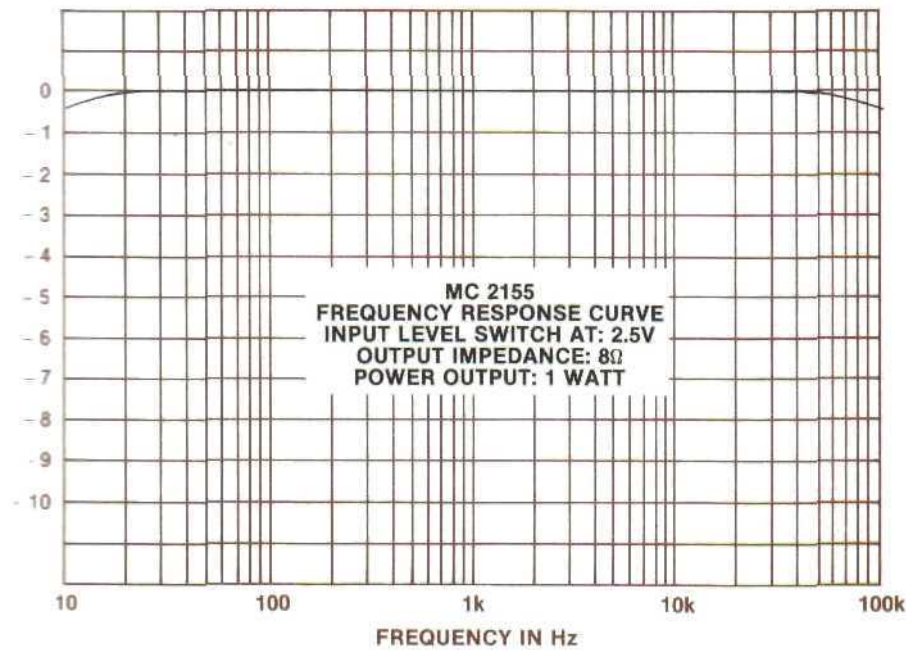 0
- 1
- 2
- 3
- 4
MC 2155
FREQUENCY RESPONSE CURVE
- 5
INPUT LEVEL SWITCH AT: 2.5V
- 6
OUTPUT IMPEDANCE: 8Ω
POWER OUTPUT: 1 WATT
- 7
- 8
- 9
- 10
10 100 1k 10k 100k
FREQUENCY IN Hz